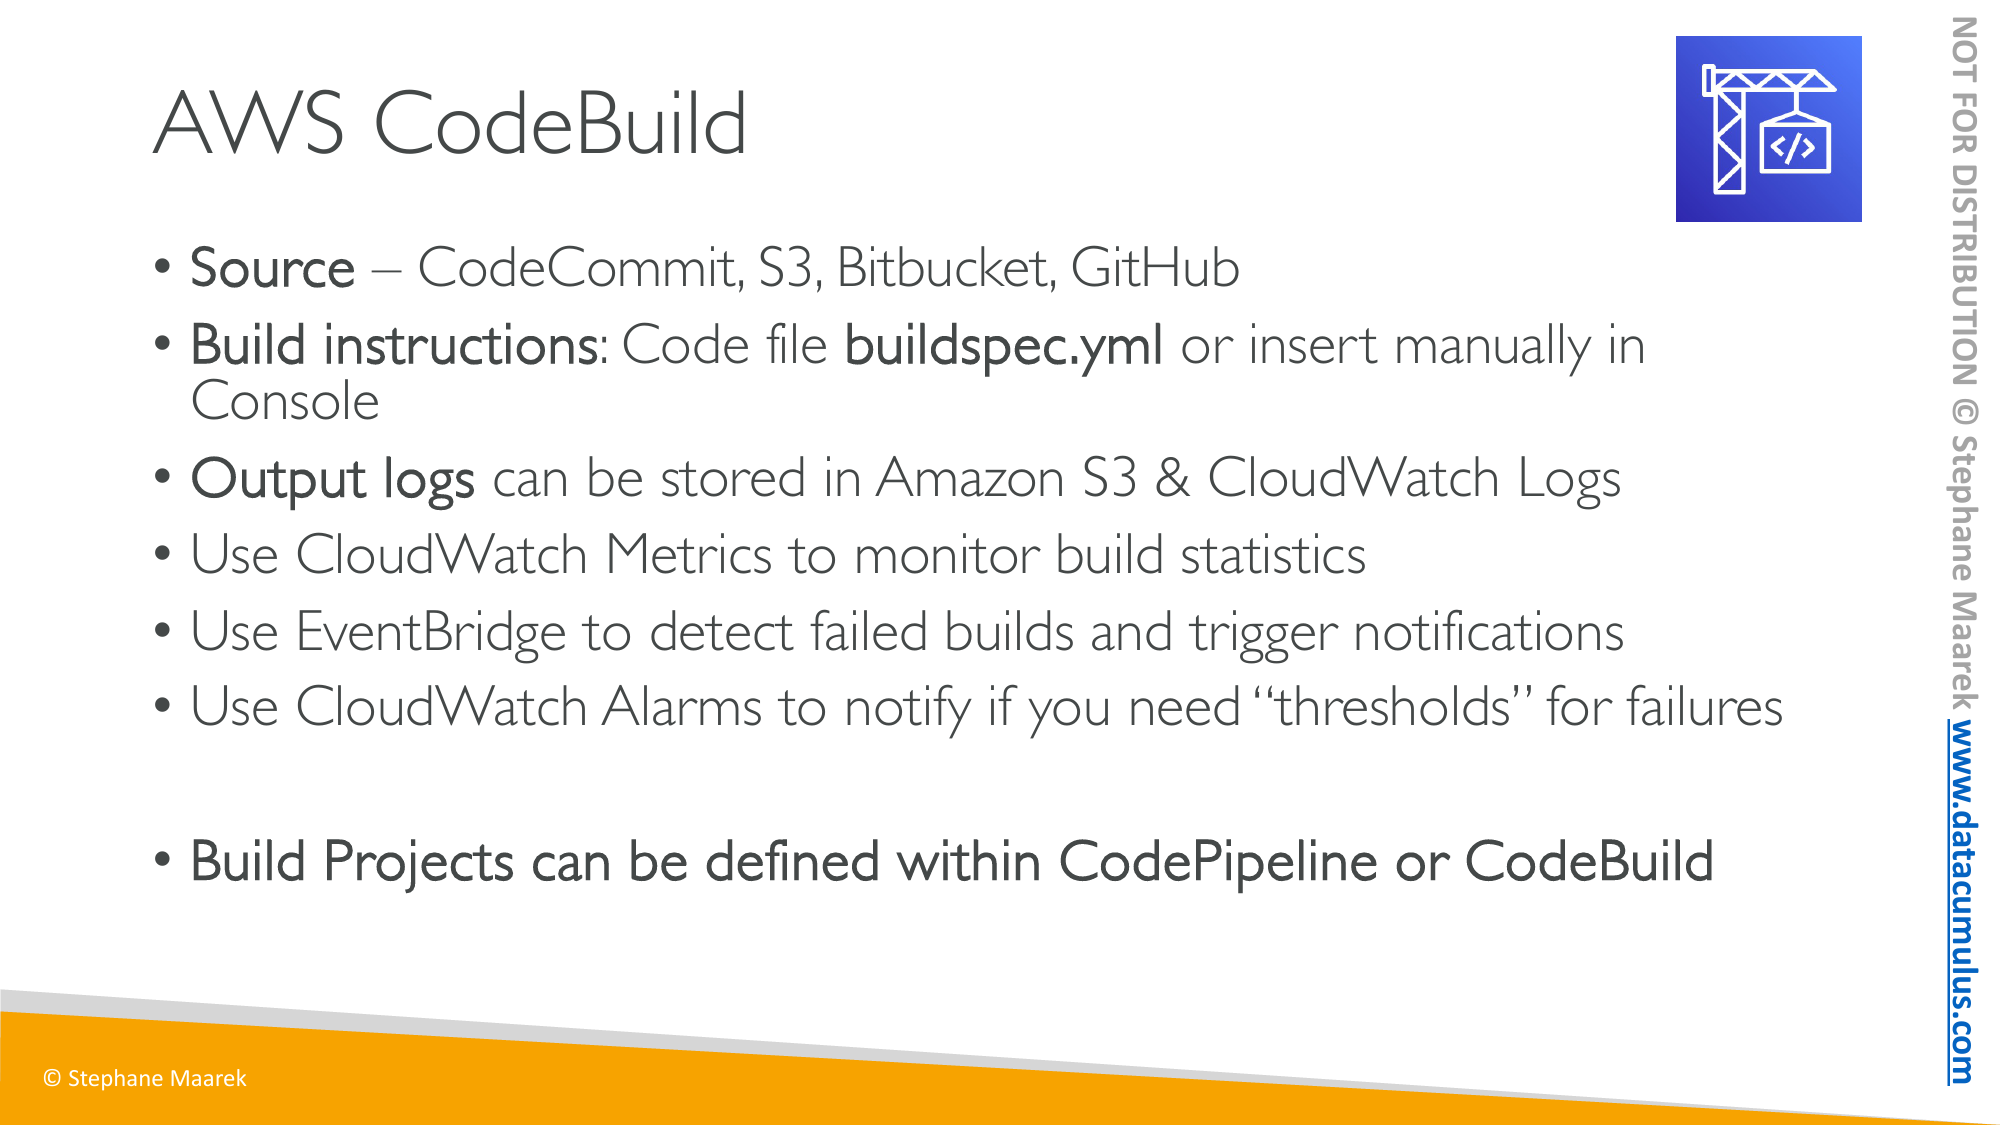 AWS CodeBuild
• Source – CodeCommit, S3, Bitbucket, GitHub
• Build instructions: Code file buildspec.yml or insert manually in
Console
• Output logs can be stored in Amazon S3 & CloudWatch Logs
• Use CloudWatch Metrics to monitor build statistics
• Use EventBridge to detect failed builds and trigger notifications
• Use CloudWatch Alarms to notify if you need “thresholds” for failures
• Build Projects can be defined within CodePipeline or CodeBuild
© Stephane Maarek
NOT FOR DISTRIBUTION © Stephane Maarek www.datacumulus.com